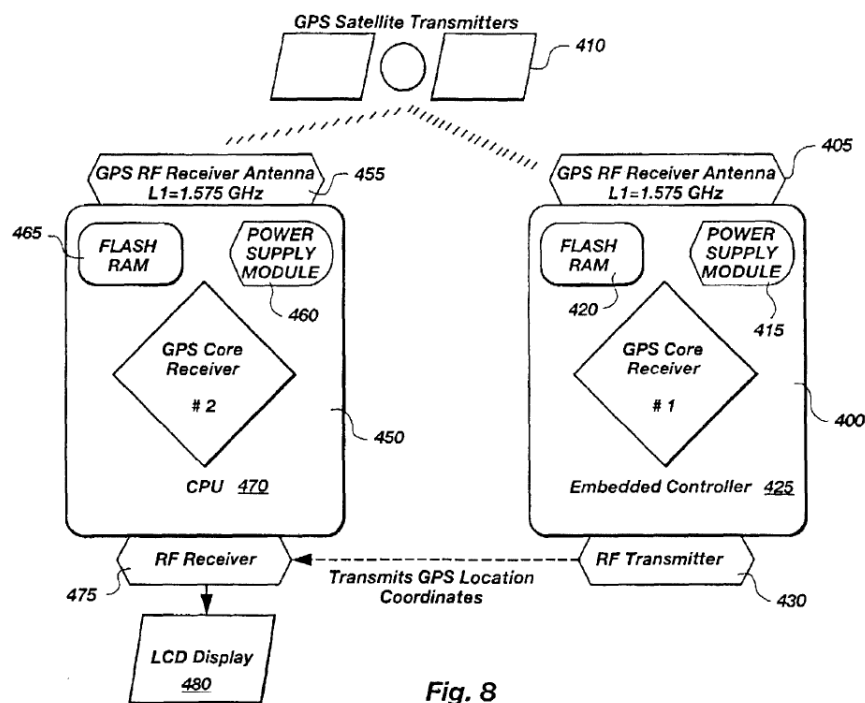 GPS Satellite Transmitters
410
GPS RF Receiver Antenna
L1=1.575 GHz
455
GPS RF Receiver Antenna
L1=1.575 GHz
405
465
FLASH
RAM
POWER
SUPPLY
MODULE
460
FLASH
RAM
420
POWER
SUPPLY
MODULE
415
GPS Core
Receiver
# 2
450
GPS Core
Receiver
# 1
400
CPU 470
Embedded Controller 425
RF Receiver
475
Transmits GPS Location
Coordinates
RF Transmitter
430
LCD Display
480
Fig. 8